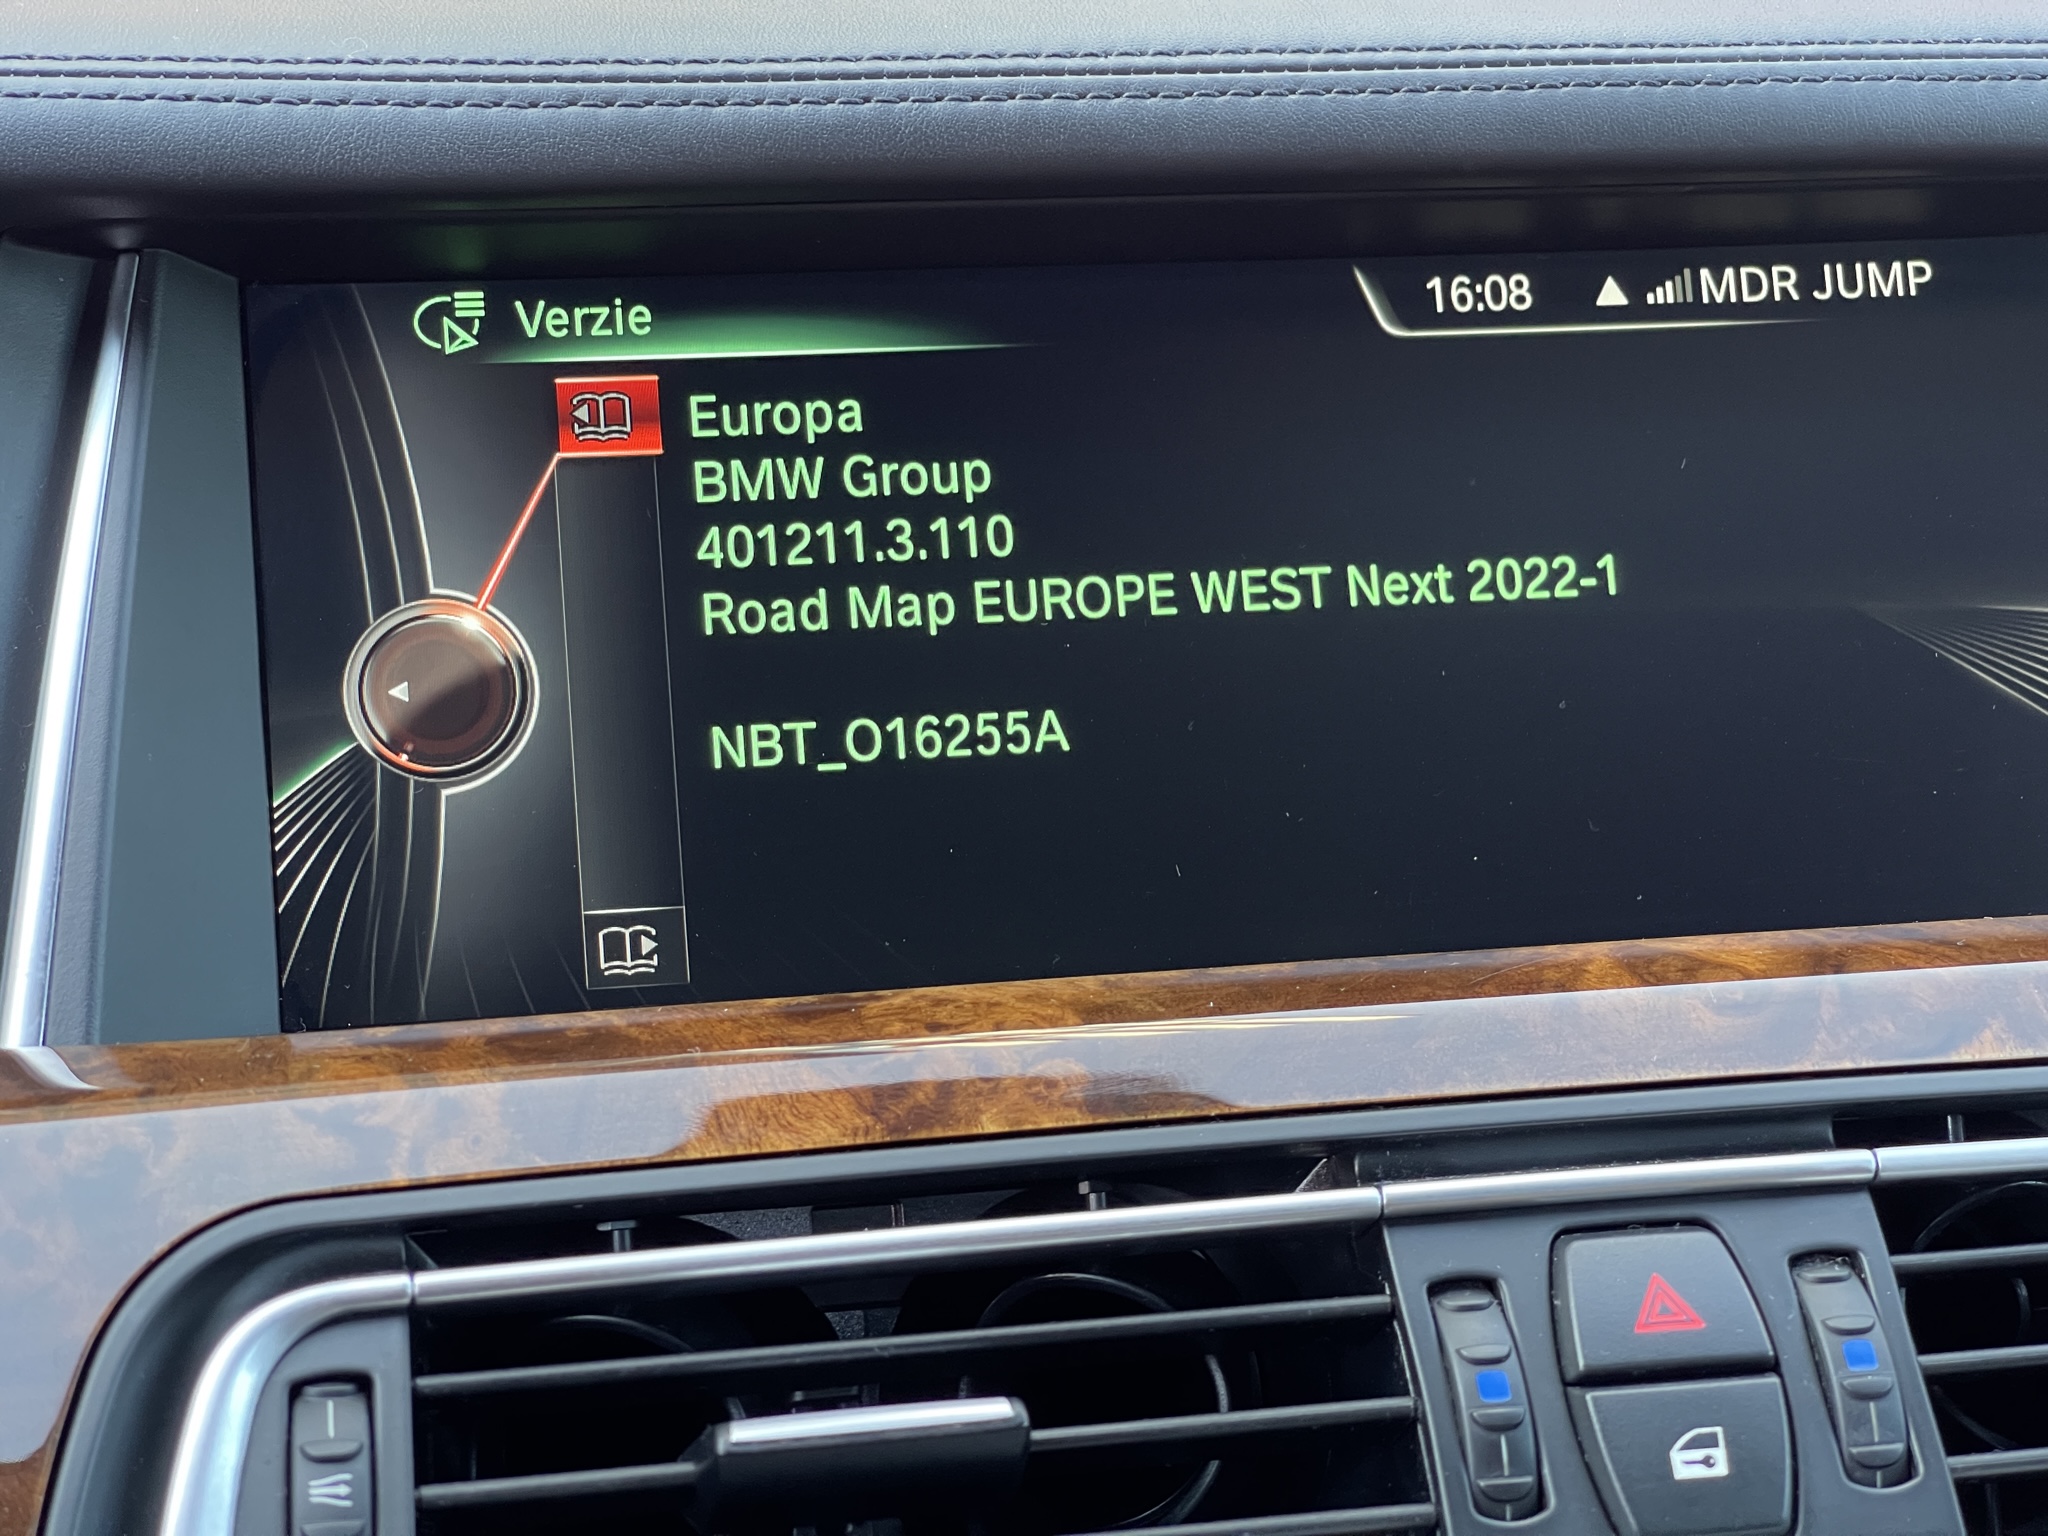 Verzie
16:08
MDR JUMP
Europa
BMW Group
401211.3.110
Road Map EUROPE WEST Next 2022-1
NBT_O16255A